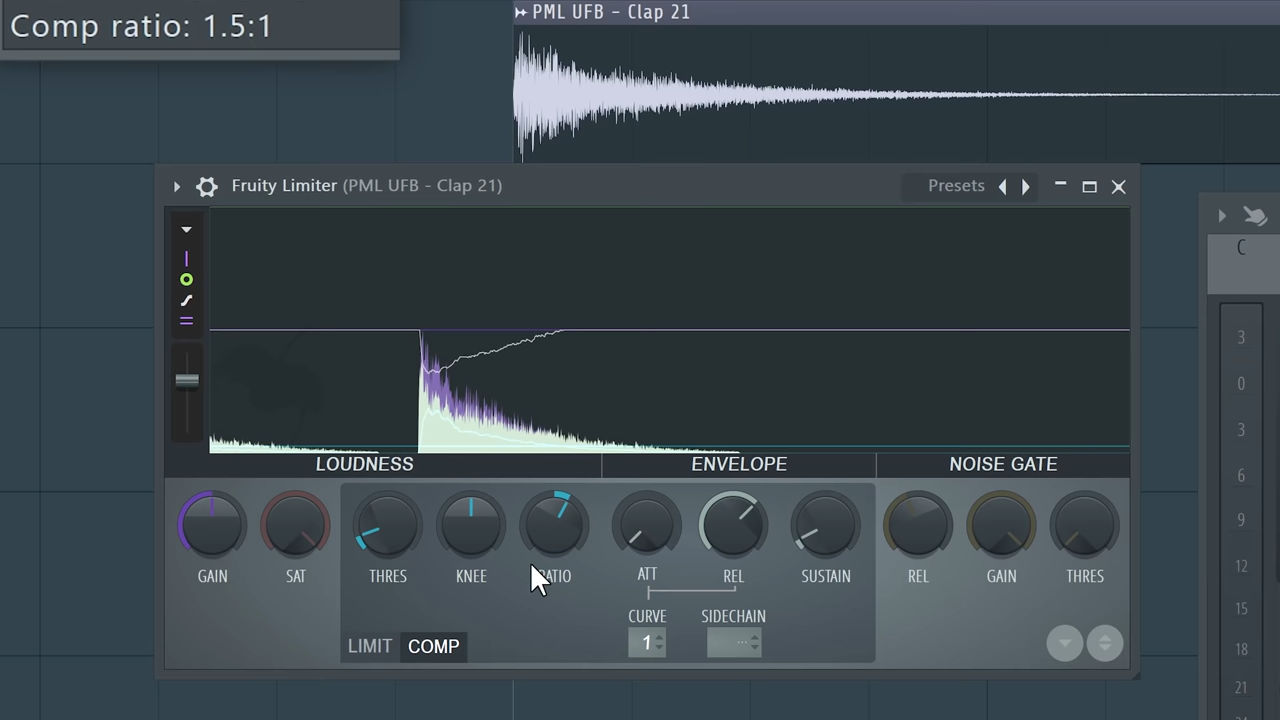 Comp ratio: 1.5:1
PML UFB - Clap 21
Fruity Limiter (PML UFB - Clap 21)
Presets
C
3
0
3
6
9
12
15
18
21
LOUDNESS
ENVELOPE
NOISE GATE
GAIN
SAT
THRES
KNEE
RATIO
ATT
REL
SUSTAIN
REL
GAIN
THRES
CURVE
SIDECHAIN
1
---
LIMIT
COMP